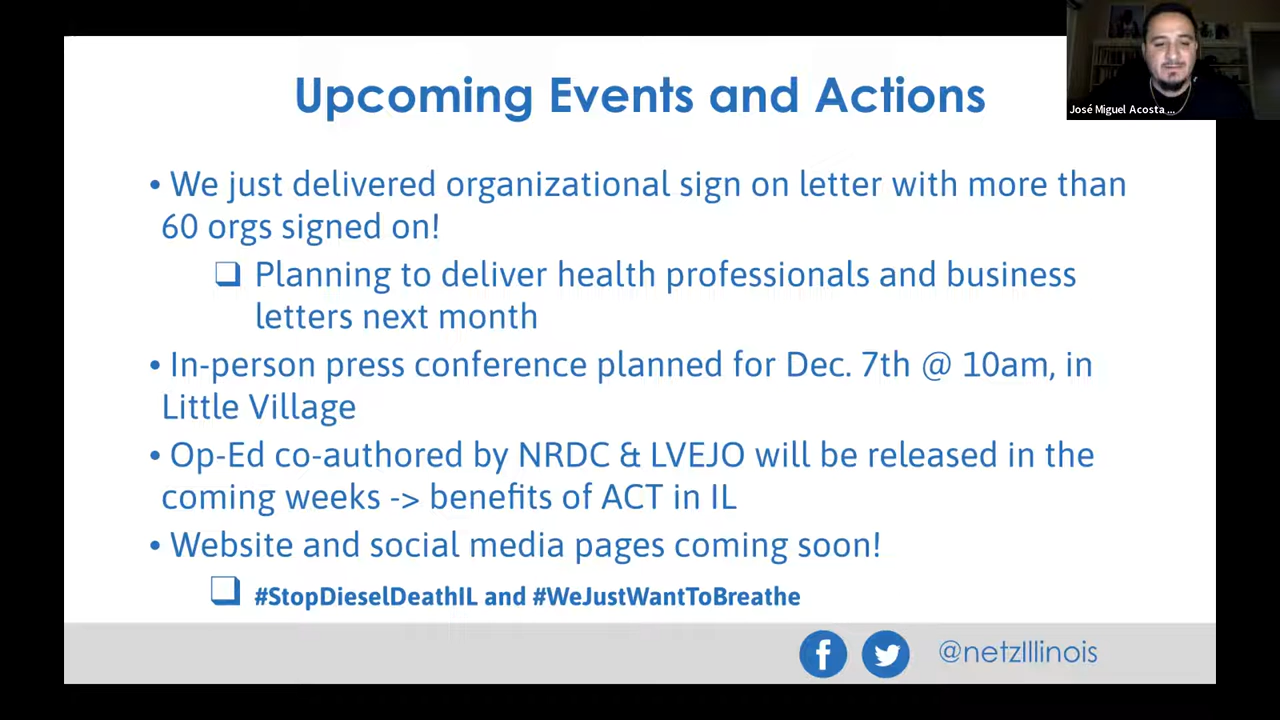 Upcoming Events and Actions
José Miguel Acosta ...
• We just delivered organizational sign on letter with more than
60 orgs signed on!
❑ Planning to deliver health professionals and business
letters next month
• In-person press conference planned for Dec. 7th @ 10am, in
Little Village
• Op-Ed co-authored by NRDC & LVEJO will be released in the
coming weeks -> benefits of ACT in IL
• Website and social media pages coming soon!
❑ #StopDieselDeathIL and #WeJustWantToBreathe
@netzIllinois